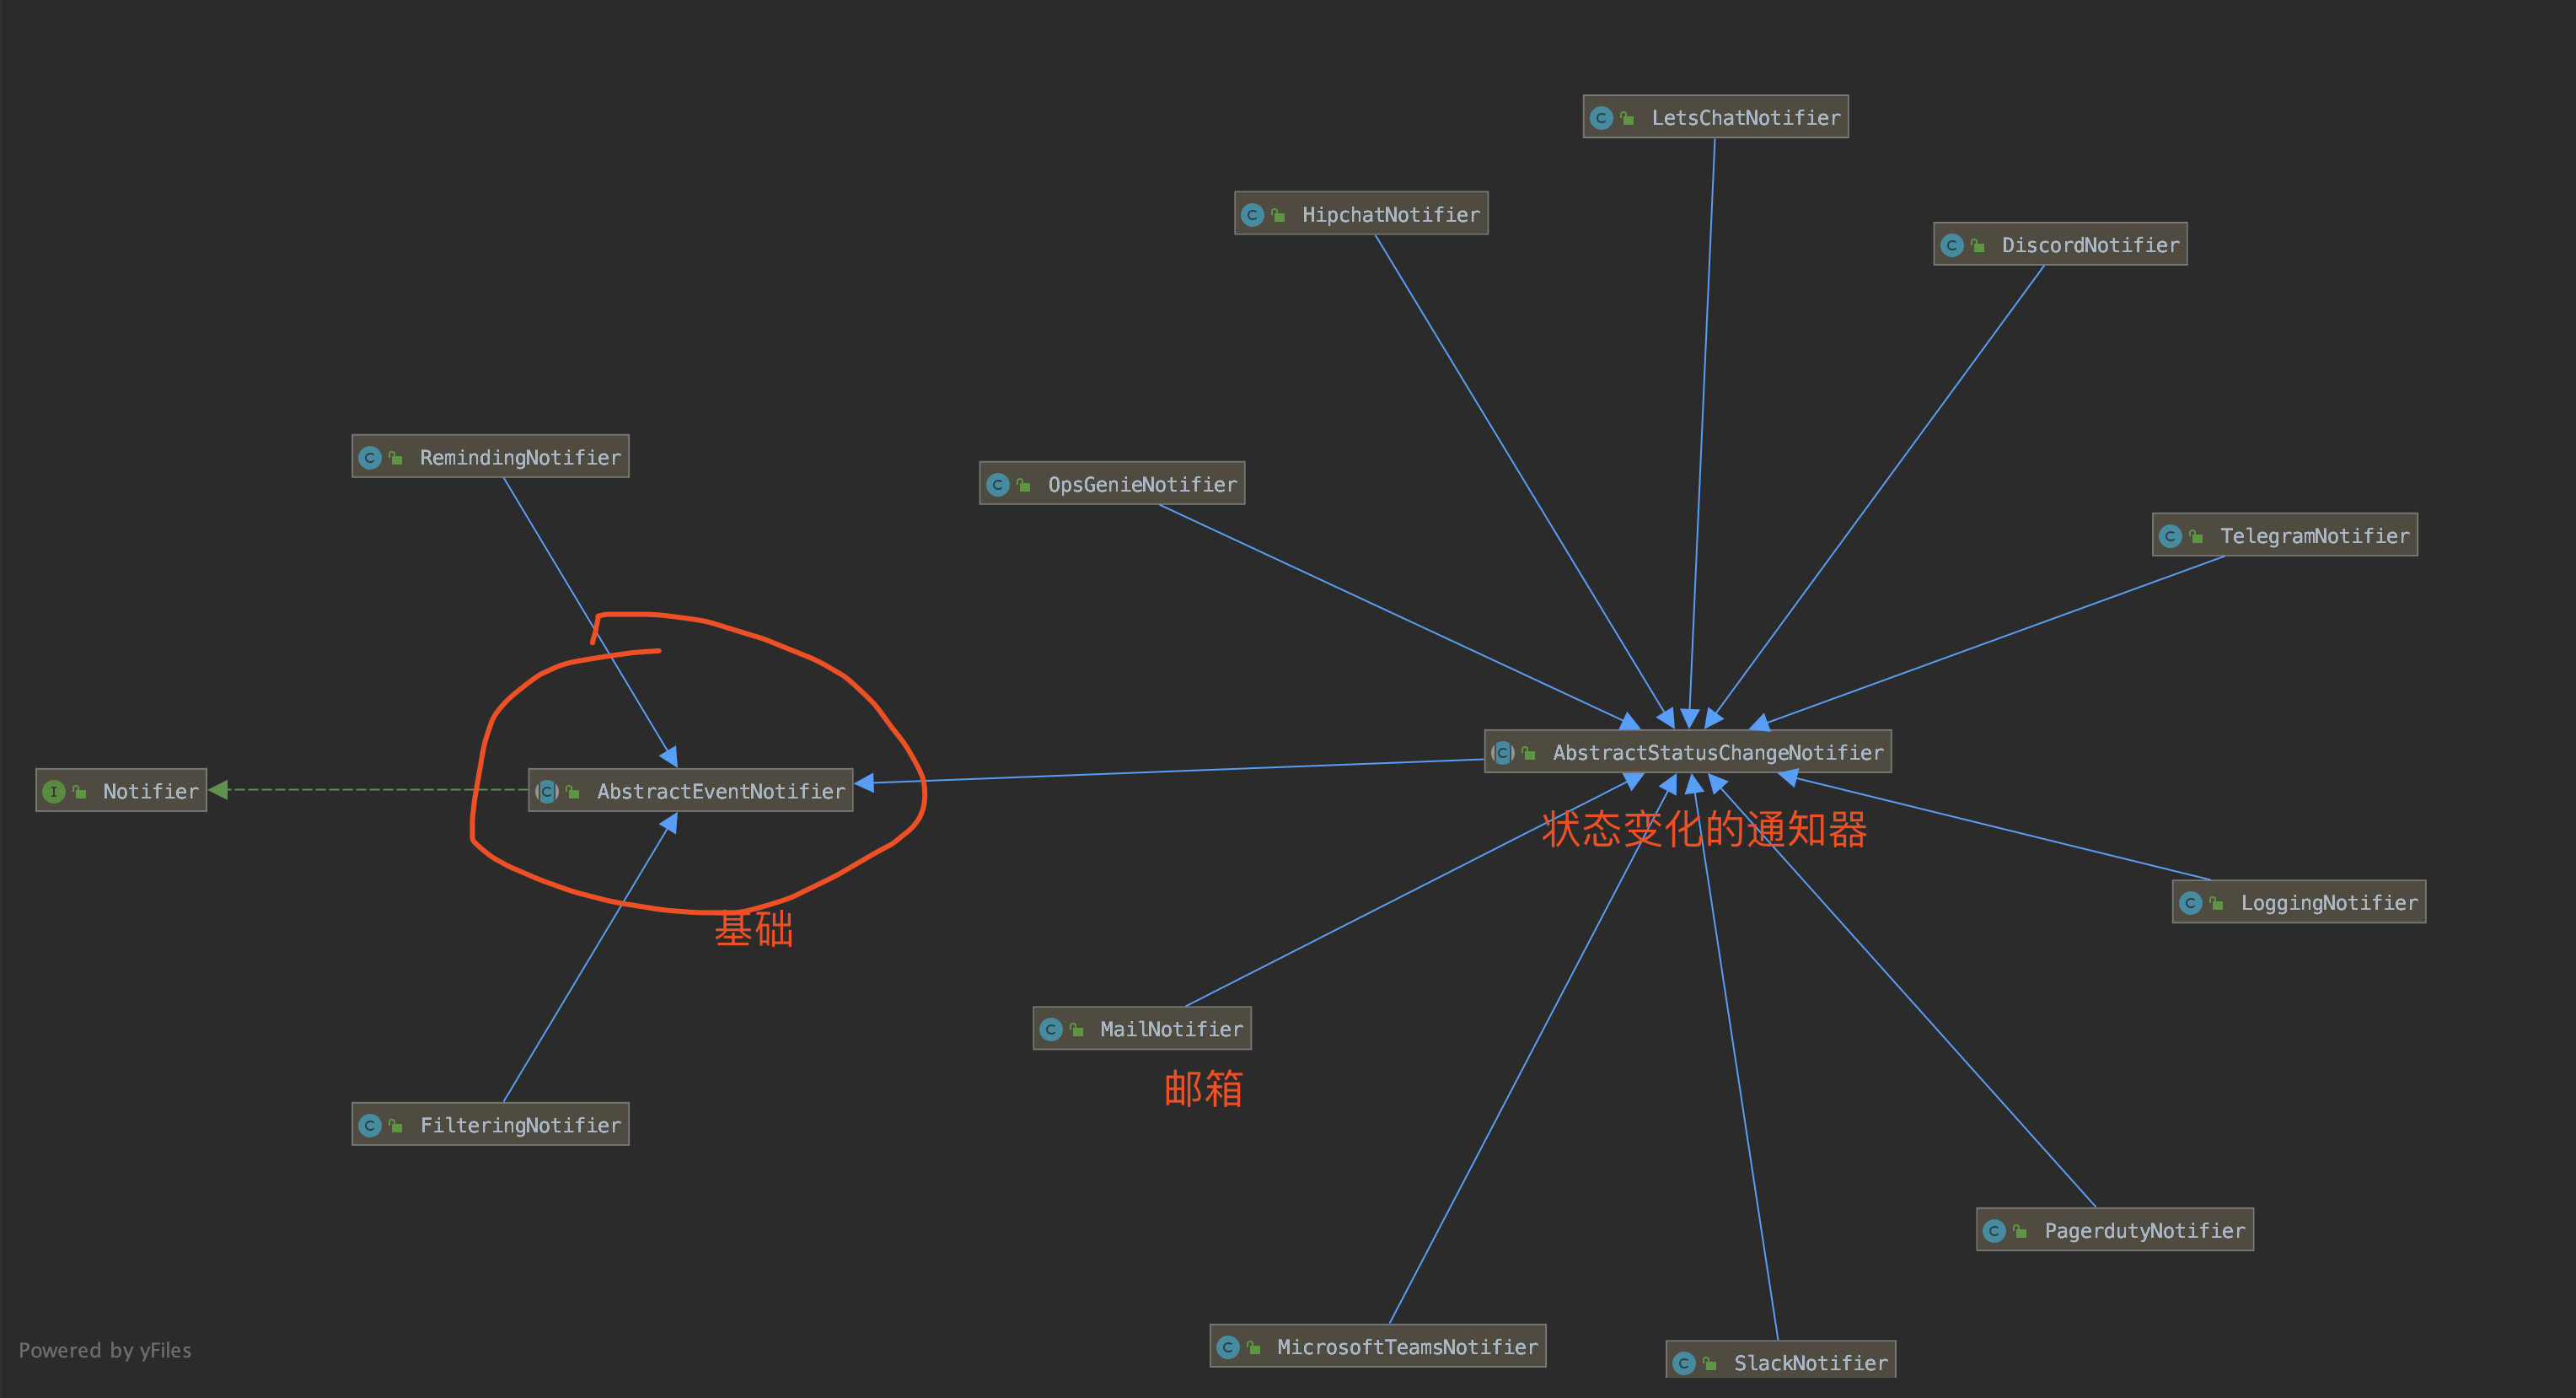 LetsChatNotifier
HipchatNotifier
DiscordNotifier
RemindingNotifier
OpsGenieNotifier
TelegramNotifier
AbstractStatusChangeNotifier
Notifier
AbstractEventNotifier
状态变化的通知器
LoggingNotifier
基础
MailNotifier
邮箱
FilteringNotifier
PagerdutyNotifier
MicrosoftTeamsNotifier
SlackNotifier
Powered by yFiles